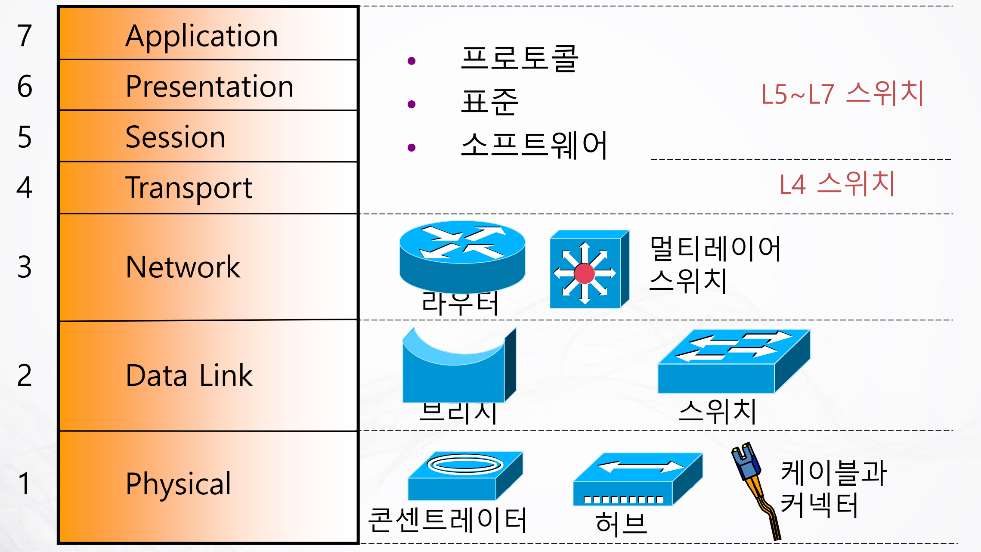 7 Application
6 Presentation
5 Session
4 Transport
3 Network
2 Data Link
1 Physical
• 프로토콜
• 표준
• 소프트웨어
L5~L7 스위치
L4 스위치
라우터
멀티레이어
스위치
브리지
스위치
콘센트레이터
허브
케이블과
커넥터